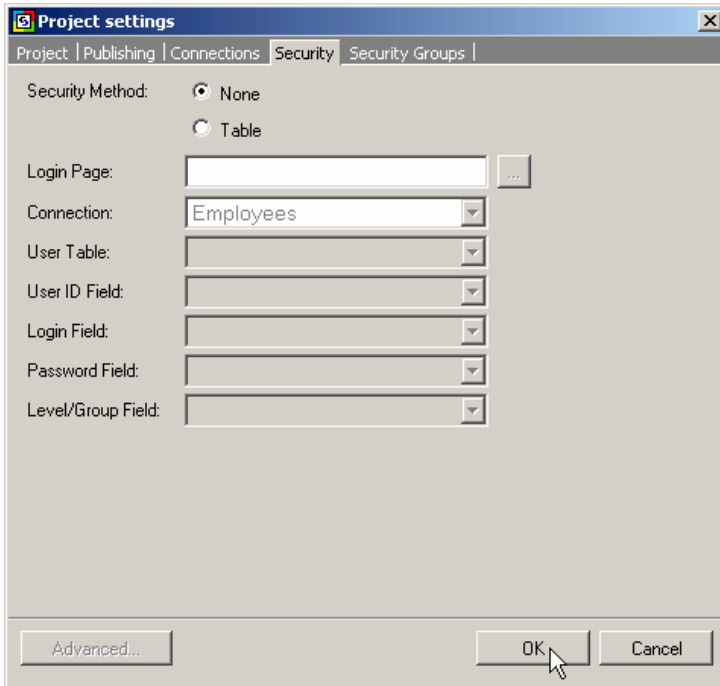 Project settings
Project | Publishing | Connections Security Security Groups |
Security Method: None
Table
Login Page: ...
Connection: Employees
User Table:
User ID Field:
Login Field:
Password Field:
Level/Group Field:
Advanced... OK Cancel